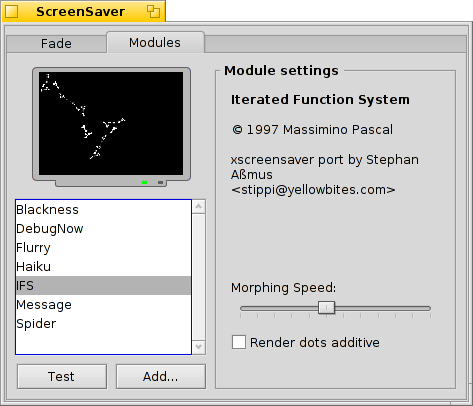 ScreenSaver
Fade
Modules
Module settings
Iterated Function System
© 1997 Massimino Pascal
xscreensaver port by Stephan
Aßmus
<stippi@yellowbites.com>
Blackness
DebugNow
Flurry
Haiku
IFS
Message
Spider
Morphing Speed:
Render dots additive
Test
Add...